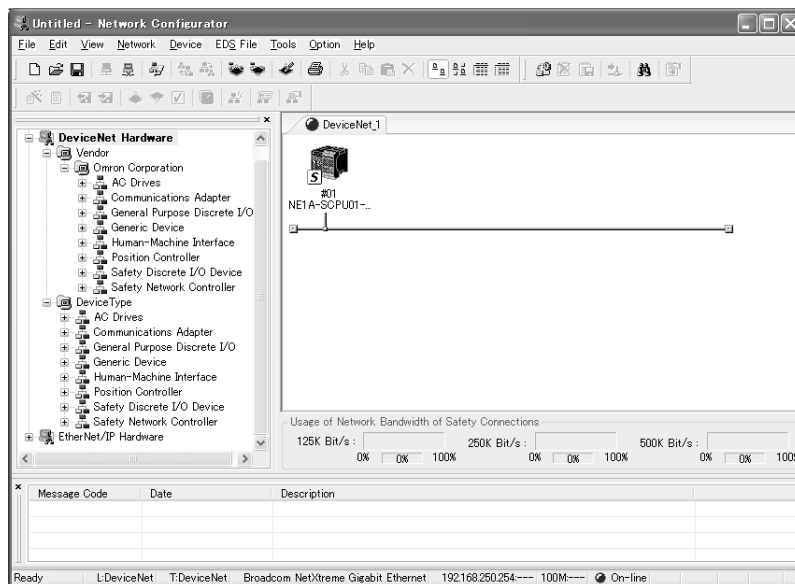 Untitled - Network Configurator
File Edit View Network Device EDS File Tools Option Help
DeviceNet Hardware
Vendor
Omron Corporation
AC Drives
Communications Adapter
General Purpose Discrete I/O
Generic Device
Human-Machine Interface
Position Controller
Safety Discrete I/O Device
Safety Network Controller
DeviceType
AC Drives
Communications Adapter
General Purpose Discrete I/O
Generic Device
Human-Machine Interface
Position Controller
Safety Discrete I/O Device
Safety Network Controller
EtherNet/IP Hardware
DeviceNet_1
S
#01
NE1A-SCPU01-...
Usage of Network Bandwidth of Safety Connections
125K Bit/s : 250K Bit/s : 500K Bit/s :
0% 0% 100% 0% 0% 100% 0% 0% 100
Message Code Date Description
Ready L:DeviceNet T:DeviceNet Broadcom NetXtreme Gigabit Ethernet 192.168.250.254:--- 100M:--- On-line